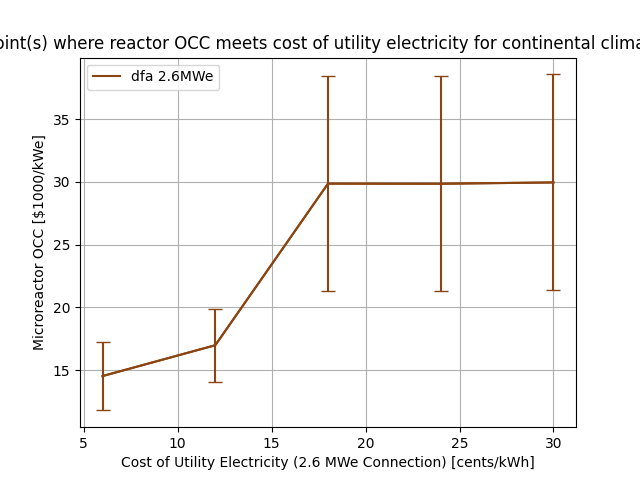 oint(s) where reactor OCC meets cost of utility electricity for continental clima
dfa 2.6MWe
Microreactor OCC [$1000/kWe]
35
30
25
20
15
5 10 15 20 25 30
Cost of Utility Electricity (2.6 MWe Connection) [cents/kWh]